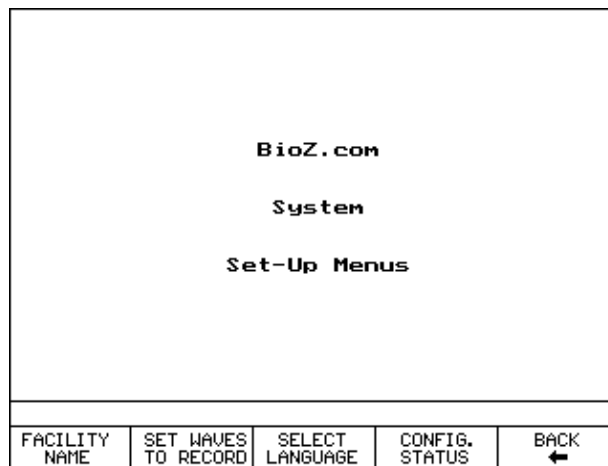 BioZ.com
System
Set-Up Menus
FACILITY NAME
SET WAVES TO RECORD
SELECT LANGUAGE
CONFIG. STATUS
BACK